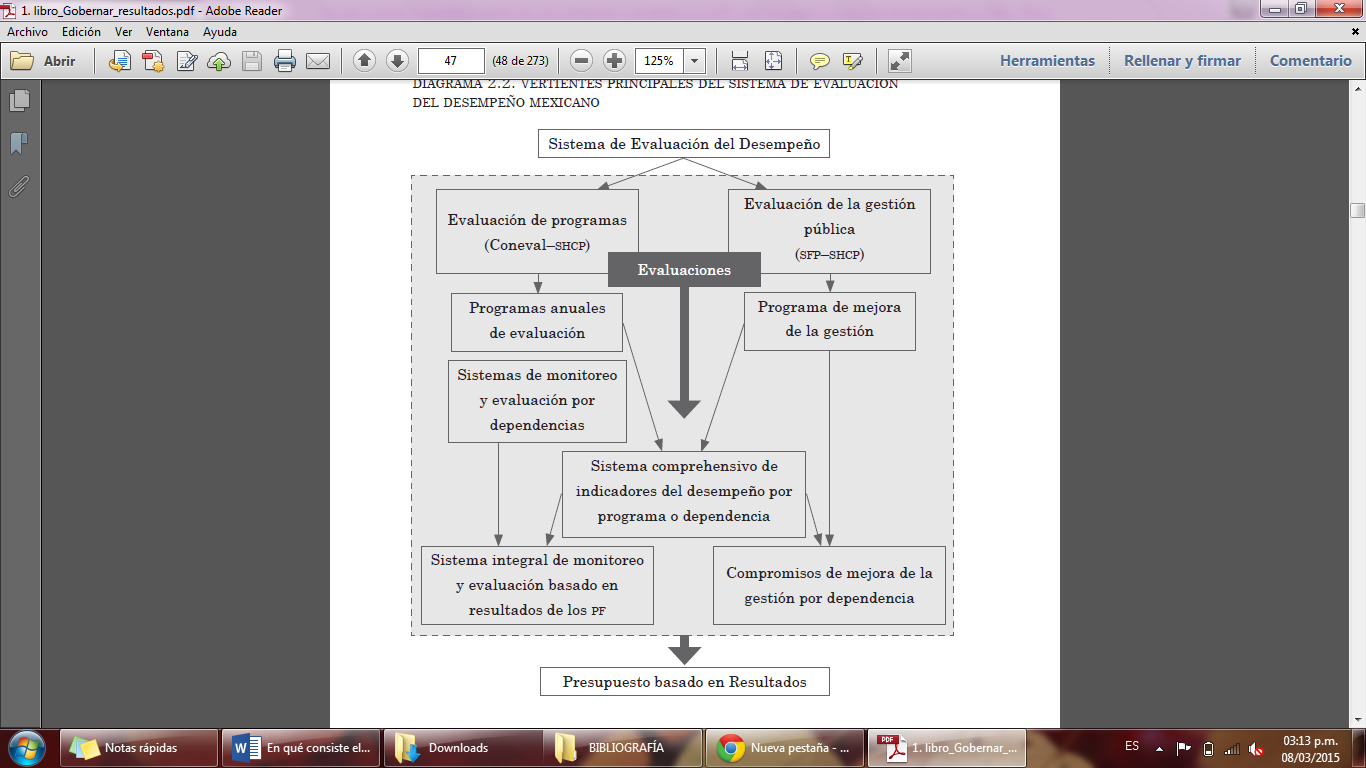 1. libro_Gobernar_resultados.pdf - Adobe Reader
Archivo Edición Ver Ventana Ayuda
Abrir
47
(48 de 273)
125%
Herramientas
Rellenar y firmar
Comentario
DIAGRAMA 2.2. VERTIENTES PRINCIPALES DEL SISTEMA DE EVALUACIÓN
DEL DESEMPEÑO MEXICANO
Sistema de Evaluación del Desempeño
Evaluación de programas
(Coneval–SHCP)
Evaluación de la gestión
pública
(SFP–SHCP)
Evaluaciones
Programas anuales
de evaluación
Programa de mejora
de la gestión
Sistemas de monitoreo
y evaluación por
dependencias
Sistema comprehensivo de
indicadores del desempeño por
programa o dependencia
Sistema integral de monitoreo
y evaluación basado en
resultados de los PF
Compromisos de mejora de la
gestión por dependencia
Presupuesto basado en Resultados
Notas rápidas
En qué consiste el...
Downloads
BIBLIOGRAFÍA
Nueva pestaña - ...
1. libro_Gobernar_...
ES
03:13 p.m.
08/03/2015